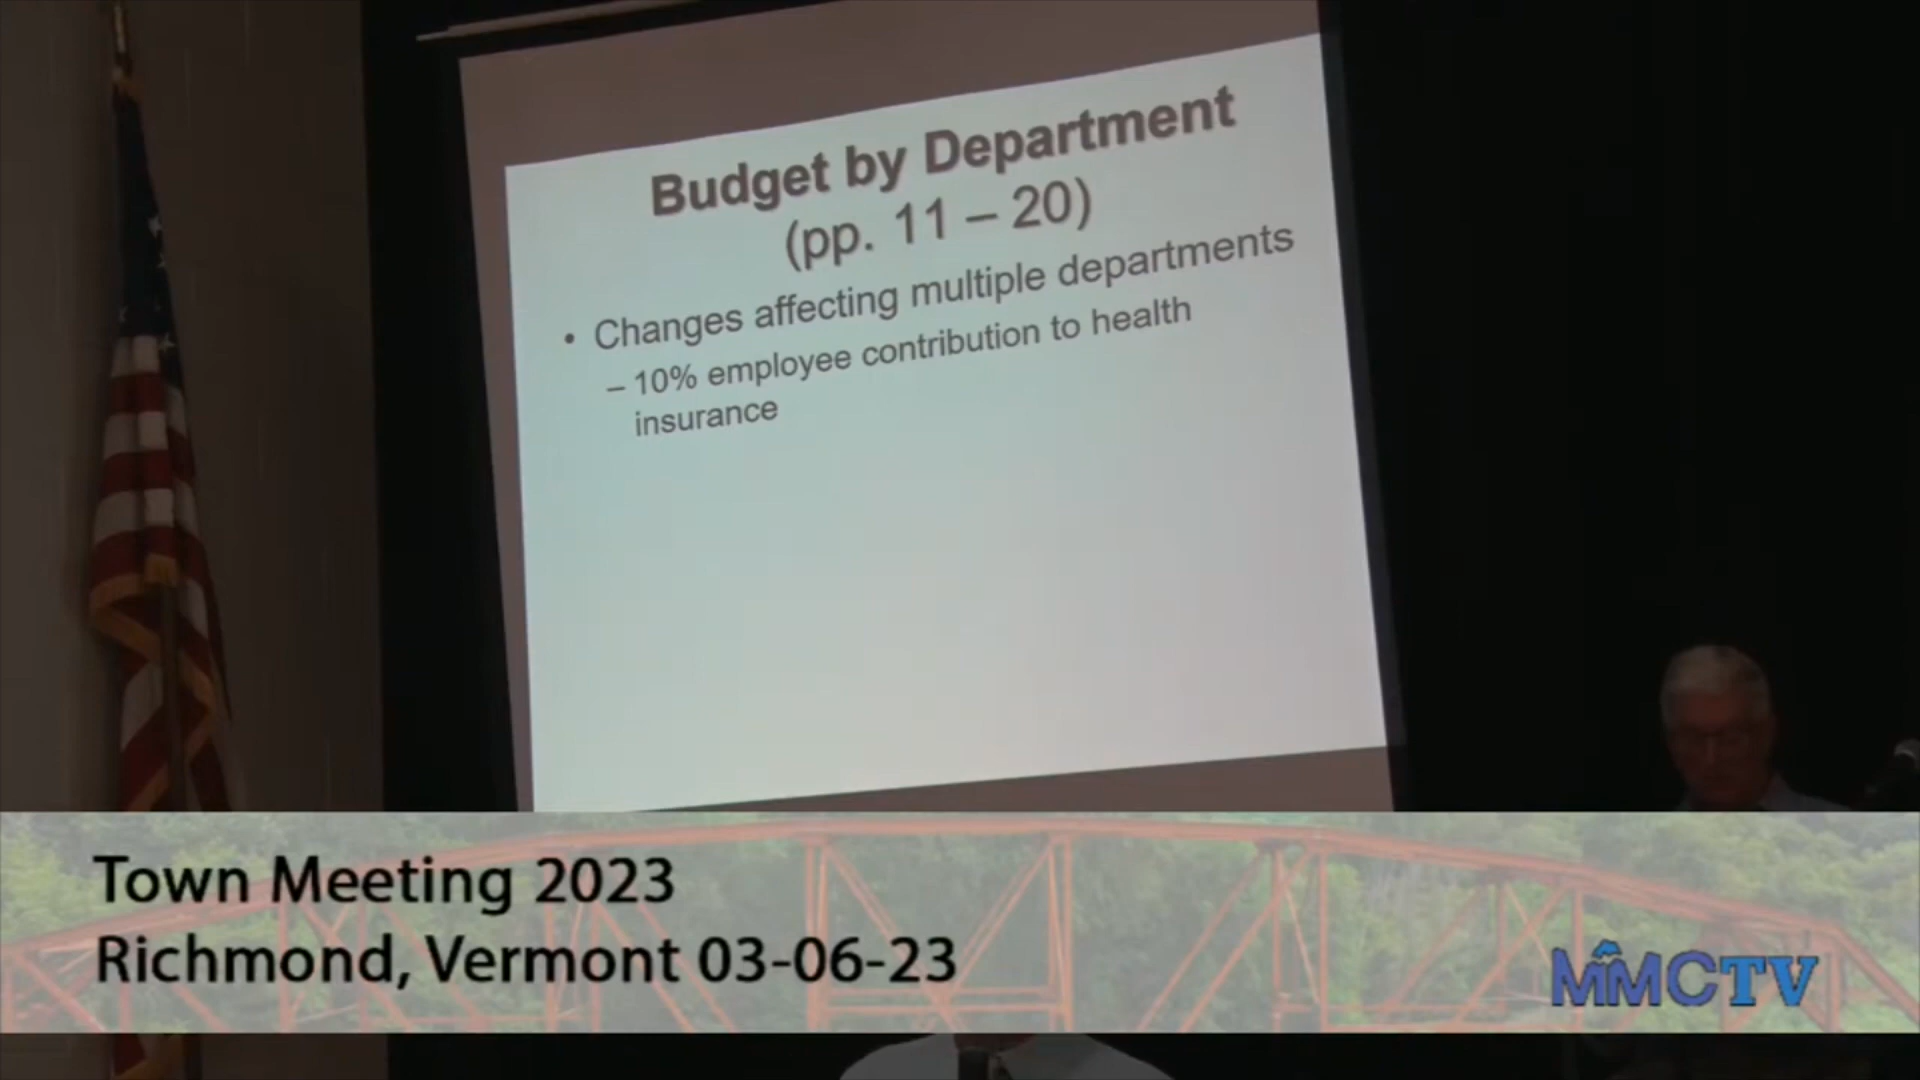 Budget by Department
(pp. 11 – 20)
• Changes affecting multiple departments
– 10% employee contribution to health
insurance
Town Meeting 2023
Richmond, Vermont 03-06-23
MMCTV